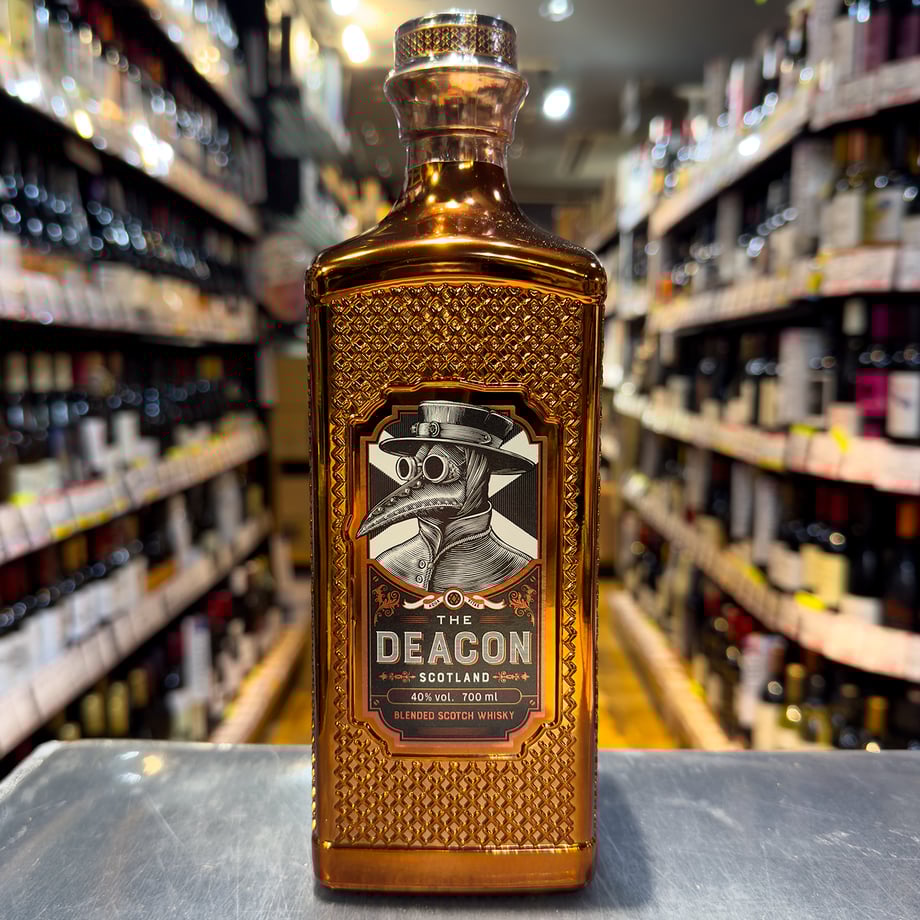 THE
DEACON
SCOTLAND
40% vol. 700 ml
BLENDED SCOTCH WHISKY